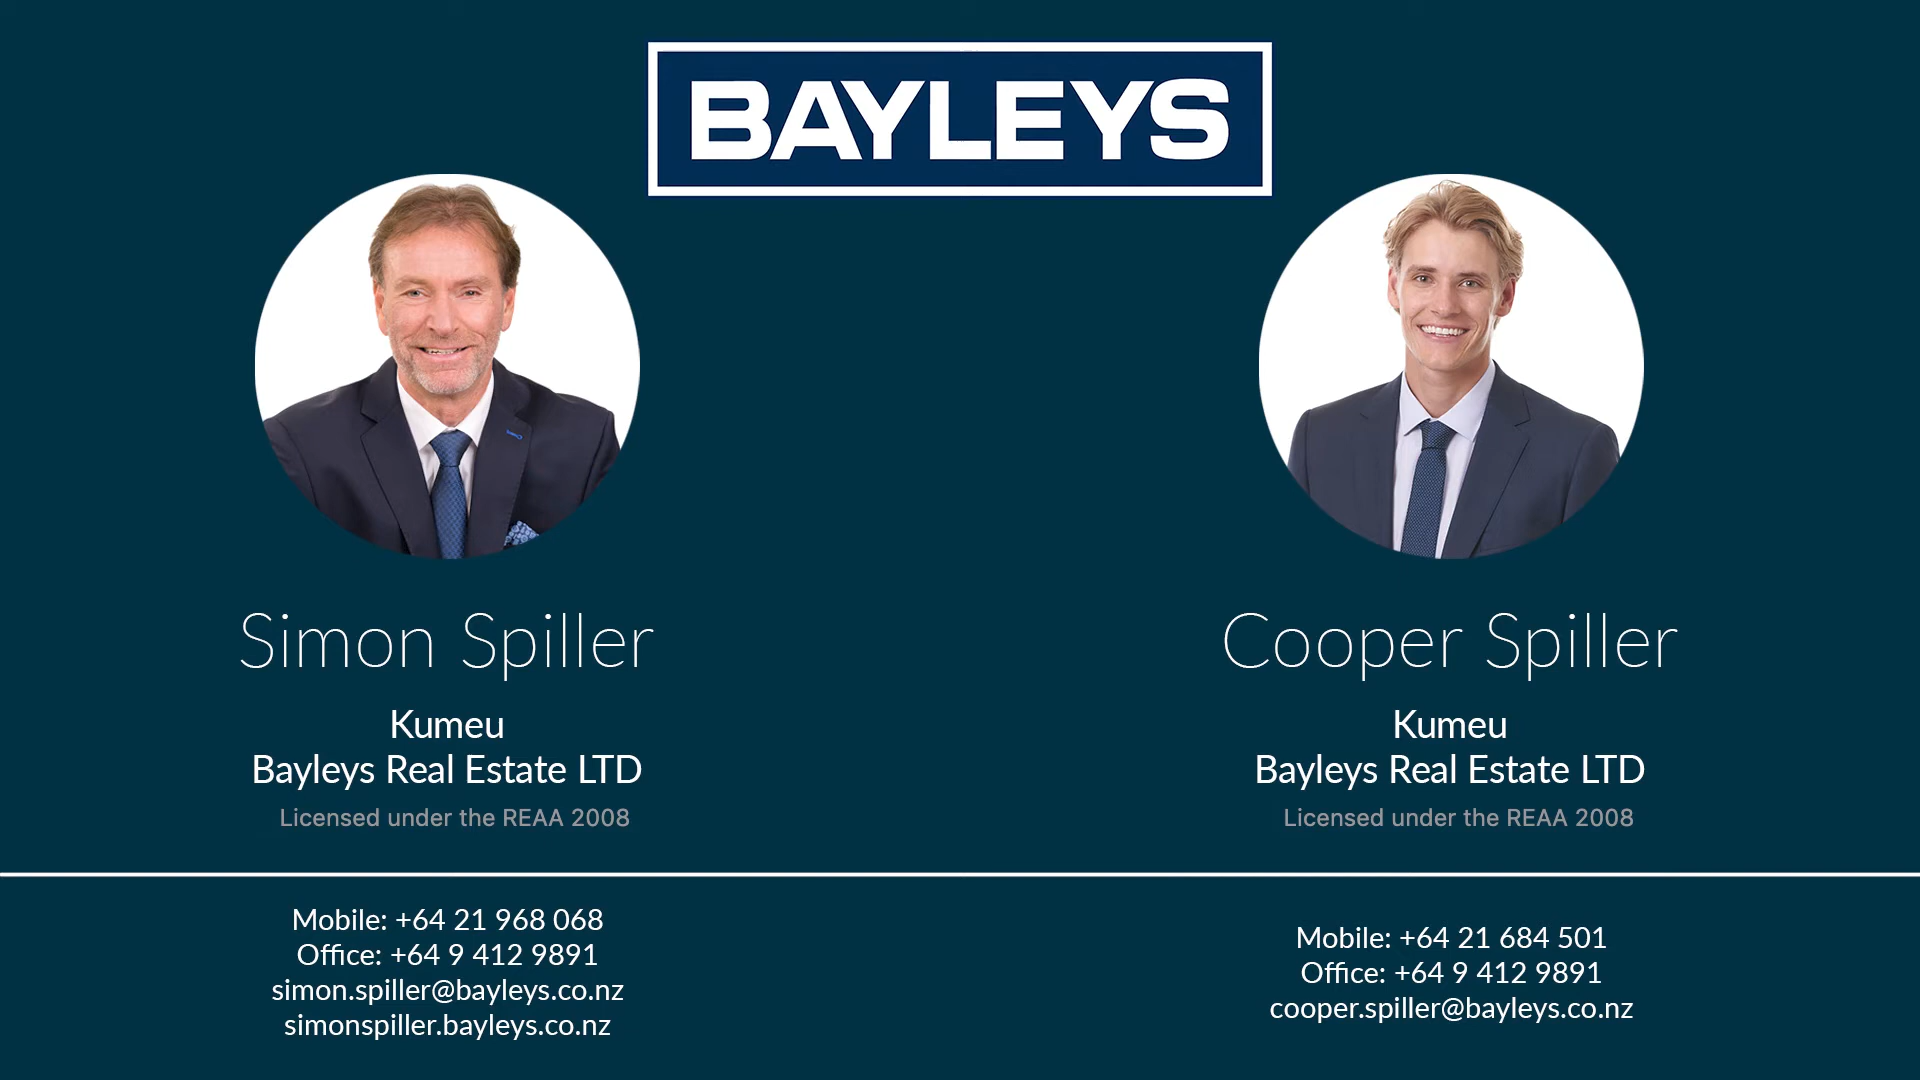 BAYLEYS
Simon Spiller
Kumeu
Bayleys Real Estate LTD
Licensed under the REAA 2008
Mobile: +64 21 968 068
Office: +64 9 412 9891
simon.spiller@bayleys.co.nz
simonspiller.bayleys.co.nz
Cooper Spiller
Kumeu
Bayleys Real Estate LTD
Licensed under the REAA 2008
Mobile: +64 21 684 501
Office: +64 9 412 9891
cooper.spiller@bayleys.co.nz